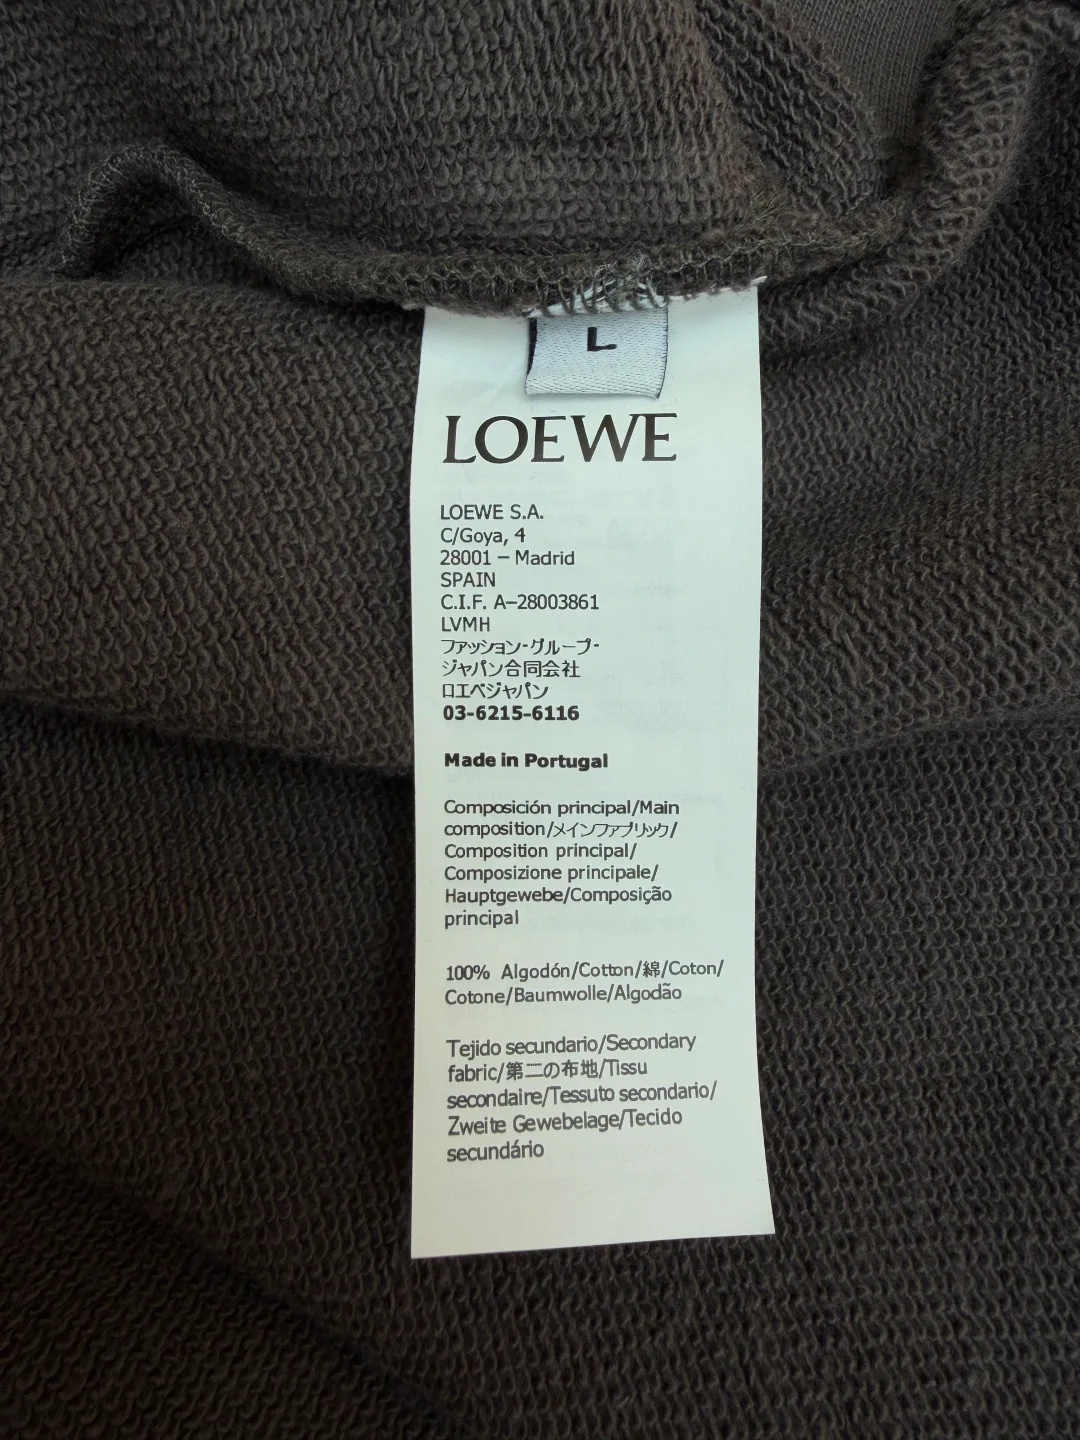 L
LOEWE
LOEWE S.A.
C/Goya, 4
28001 – Madrid
SPAIN
C.I.F. A–28003861
LVMH
ファッション・グループ・
ジャパン合同会社
ロエベジャパン
03-6215-6116
Made in Portugal
Composición principal/Main
composition/メインファブリック/
Composition principal/
Composizione principale/
Hauptgewebe/Composição
principal
100% Algodón/Cotton/綿/Coton/
Cotone/Baumwolle/Algodão
Tejido secundario/Secondary
fabric/第二の布地/Tissu
secondaire/Tessuto secondario/
Zweite Gewebelage/Tecido
secundário